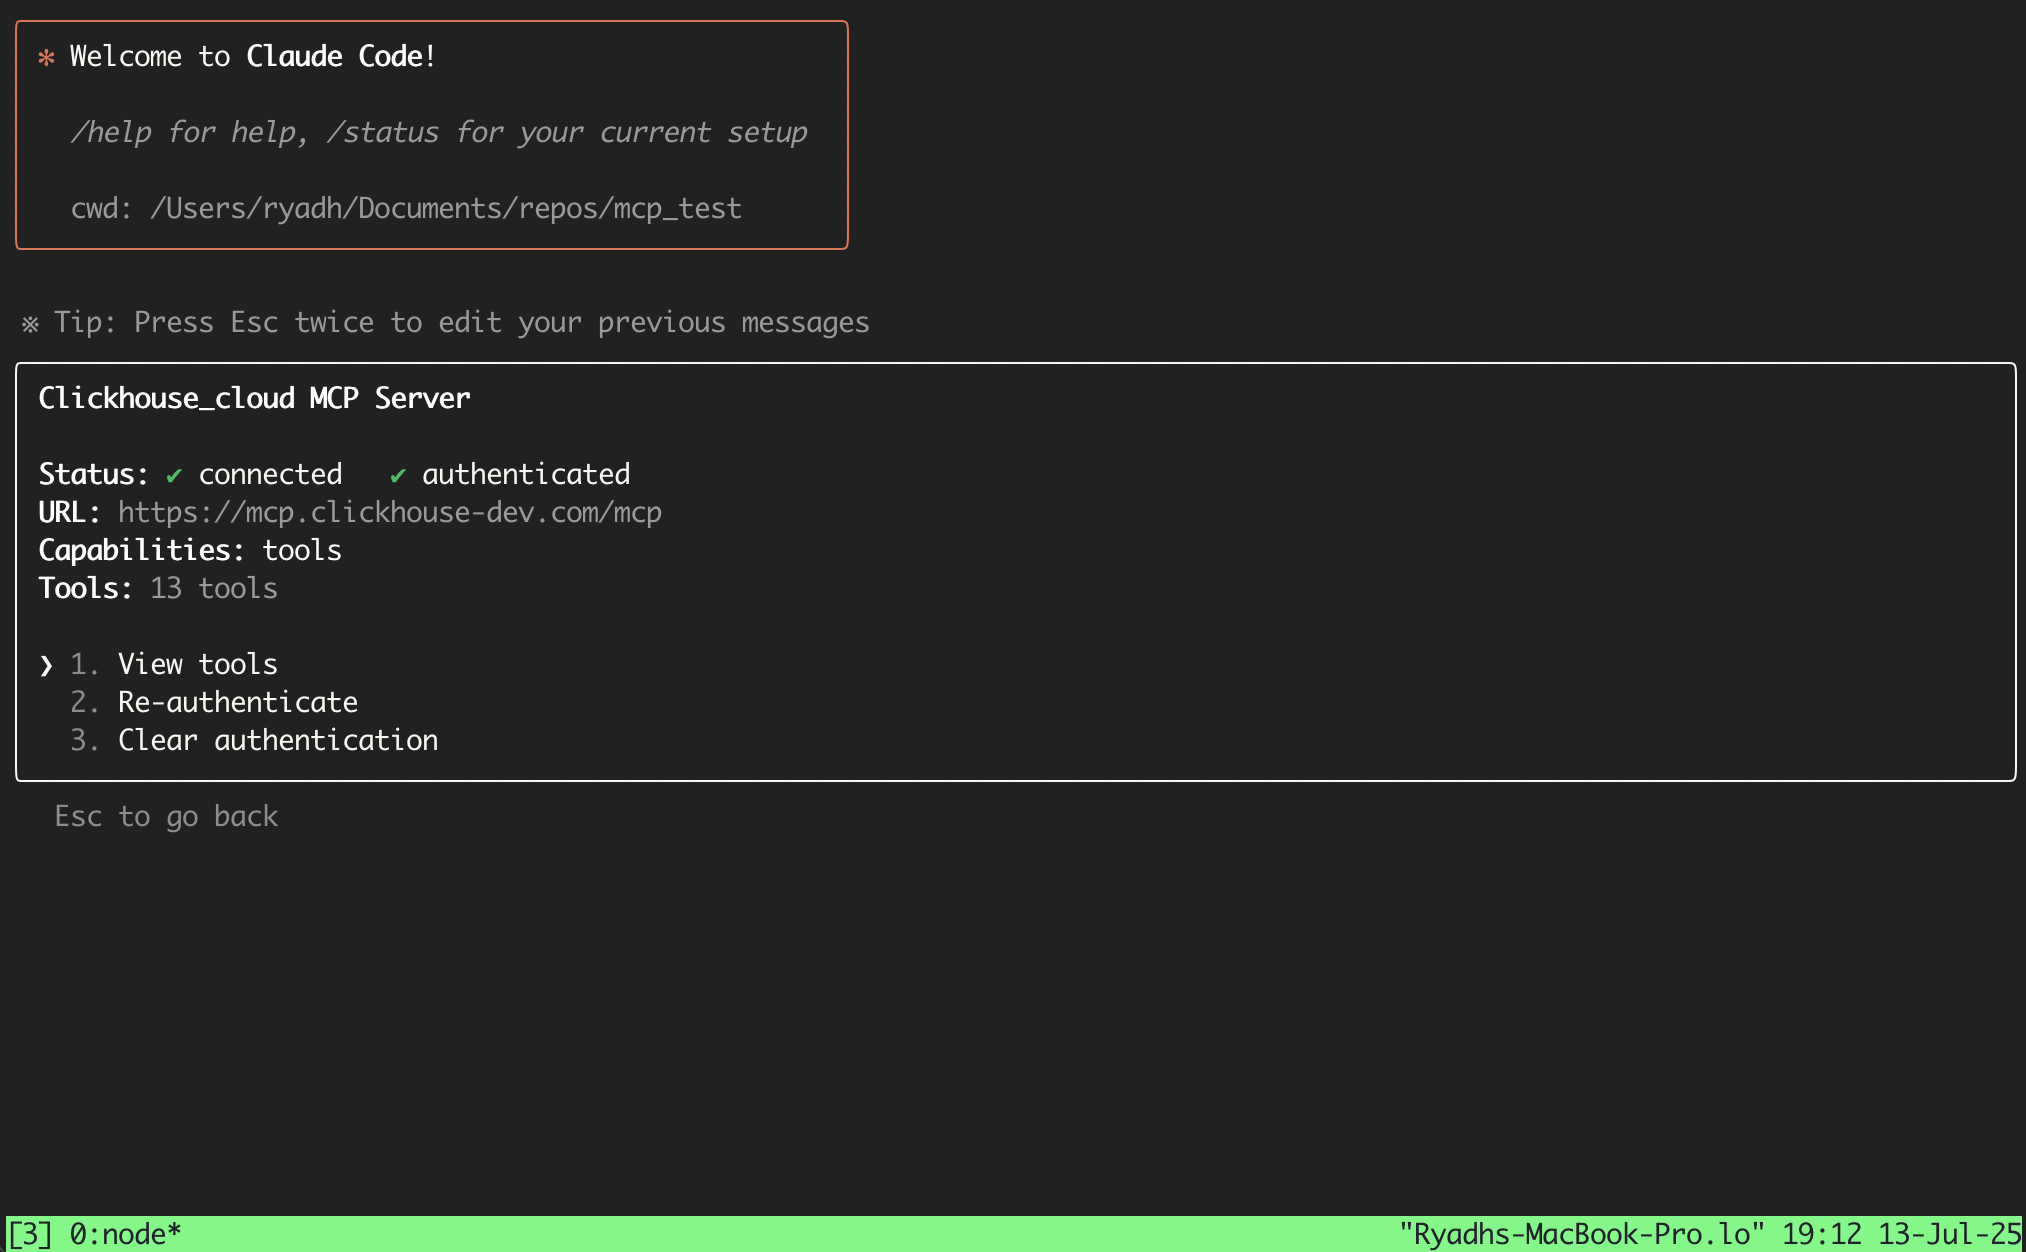 ✻ Welcome to Claude Code!
/help for help, /status for your current setup
cwd: /Users/ryadh/Documents/repos/mcp_test
※ Tip: Press Esc twice to edit your previous messages
Clickhouse_cloud MCP Server
Status: ✔ connected ✔ authenticated
URL: https://mcp.clickhouse-dev.com/mcp
Capabilities: tools
Tools: 13 tools
❯ 1. View tools
2. Re-authenticate
3. Clear authentication
Esc to go back
[3] 0:node* "Ryadhs-MacBook-Pro.lo" 19:12 13-Jul-25